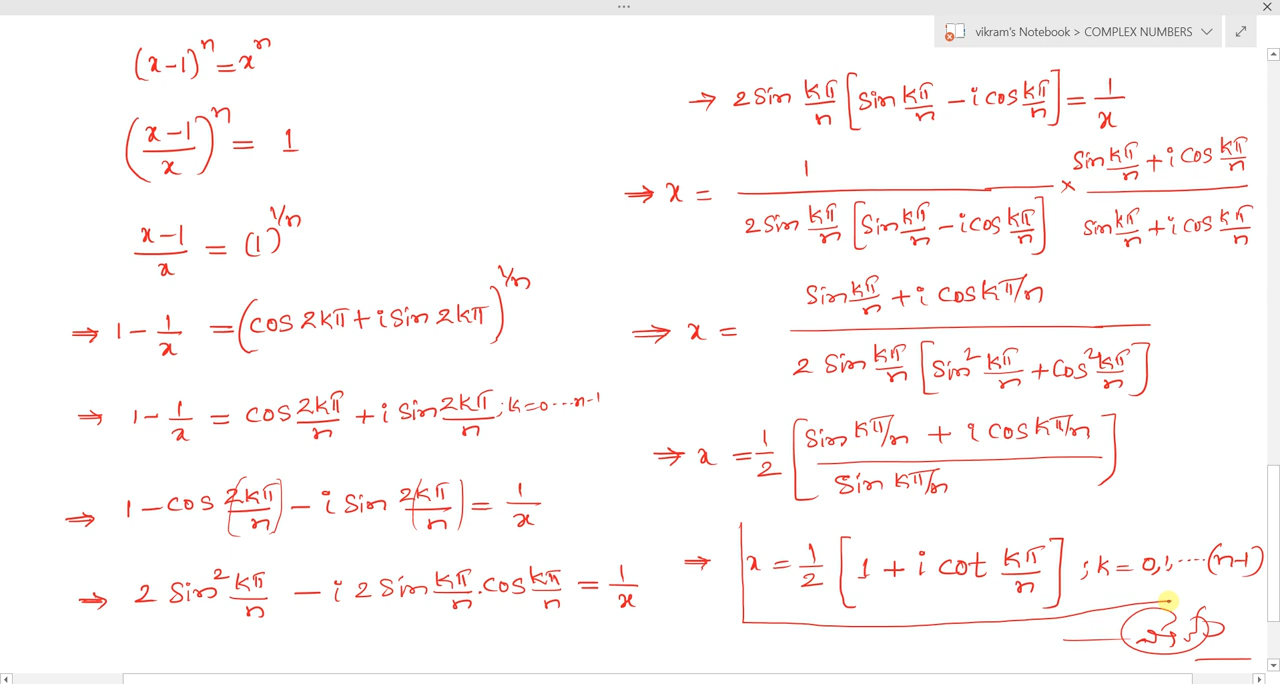 vikram's Notebook > COMPLEX NUMBERS
(x-1)^n = x^n
((x-1)/x)^n = 1
(x-1)/x = (1)^(1/n)
⇒ 1 - 1/x = (cos 2kπ + i sin 2kπ)^(1/n)
⇒ 1 - 1/x = cos 2kπ/n + i sin 2kπ/n ; k=0...n-1
⇒ 1 - cos(2kπ/n) - i sin(2kπ/n) = 1/x
⇒ 2 sin² kπ/n - i 2 sin kπ/n . cos kπ/n = 1/x
→ 2 sin kπ/n [sin kπ/n - i cos kπ/n] = 1/x
⇒ x = 1/(2 sin kπ/n [sin kπ/n - i cos kπ/n]) × (sin kπ/n + i cos kπ/n)/(sin kπ/n + i cos kπ/n)
⇒ x = (sin kπ/n + i cos kπ/n)/(2 sin kπ/n [sin² kπ/n + cos² kπ/n])
⇒ x = 1/2 [(sin kπ/n + i cos kπ/n)/(sin kπ/n)]
⇒ x = 1/2 [1 + i cot kπ/n] ; k = 0,1,....(n-1)